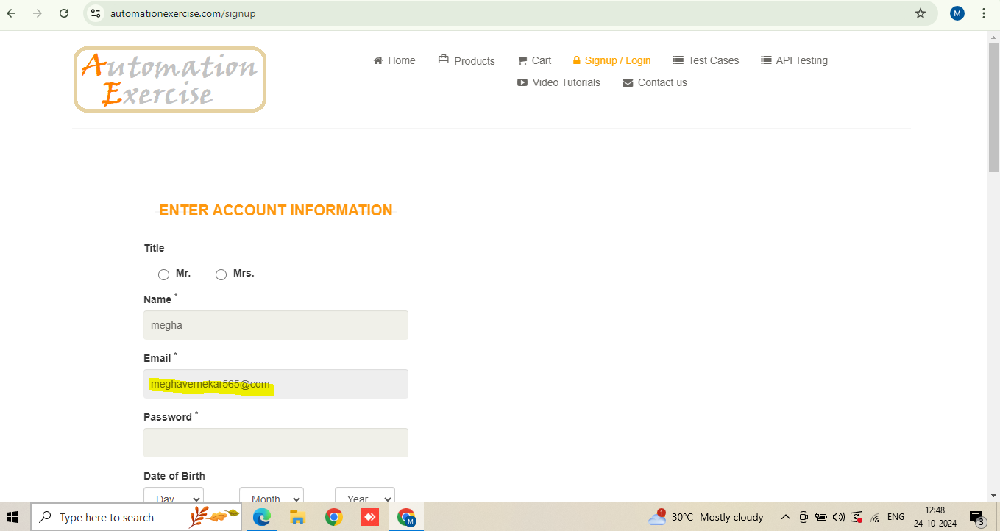 automationexercise.com/signup
M
Automation
Exercise
Home Products Cart Signup / Login Test Cases API Testing
Video Tutorials Contact us
ENTER ACCOUNT INFORMATION
Title
Mr. Mrs.
Name *
megha
Email *
meghavernekar565@com
Password *
Date of Birth
Day Month Year
Type here to search
M
1
30°C Mostly cloudy
ENG
12:48
24-10-2024
3